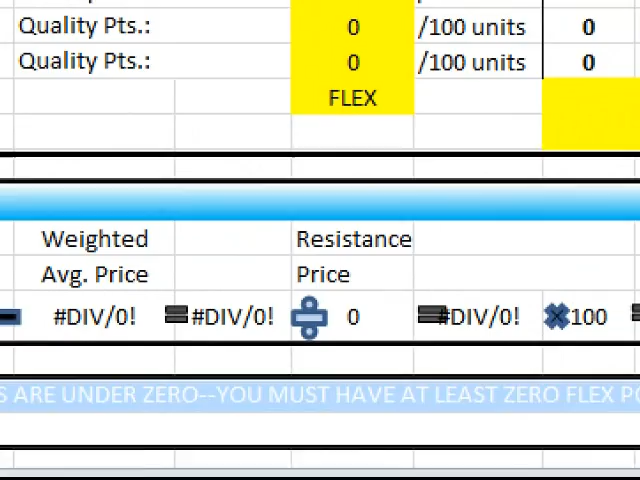 Quality Pts.: 0 /100 units 0
Quality Pts.: 0 /100 units 0
FLEX
Weighted Resistance
Avg. Price Price
#DIV/0! = #DIV/0! ÷ 0 = #DIV/0! × 100
ARE UNDER ZERO--YOU MUST HAVE AT LEAST ZERO FLEX